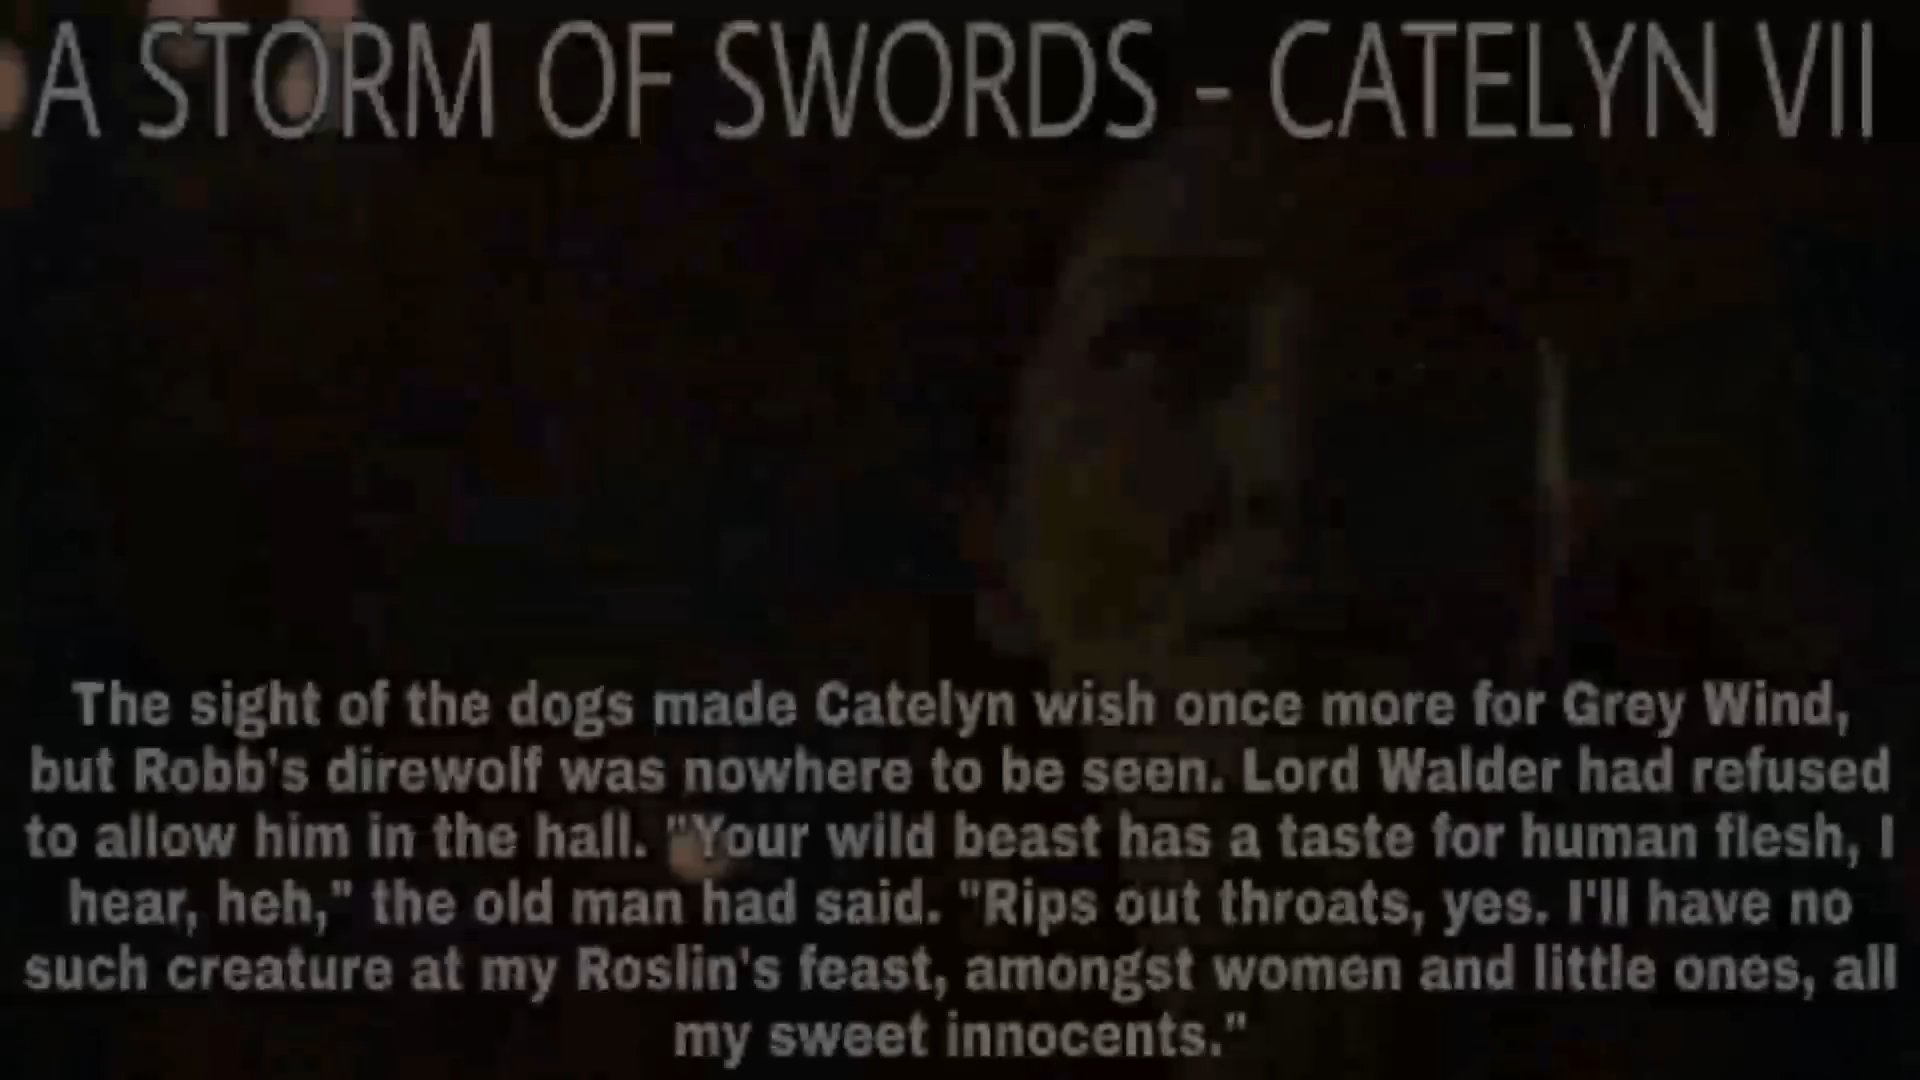 A STORM OF SWORDS - CATELYN VII
The sight of the dogs made Catelyn wish once more for Grey Wind,
but Robb's direwolf was nowhere to be seen. Lord Walder had refused
to allow him in the hall. "Your wild beast has a taste for human flesh, I
hear, heh," the old man had said. "Rips out throats, yes. I'll have no
such creature at my Roslin's feast, amongst women and little ones, all
my sweet innocents."